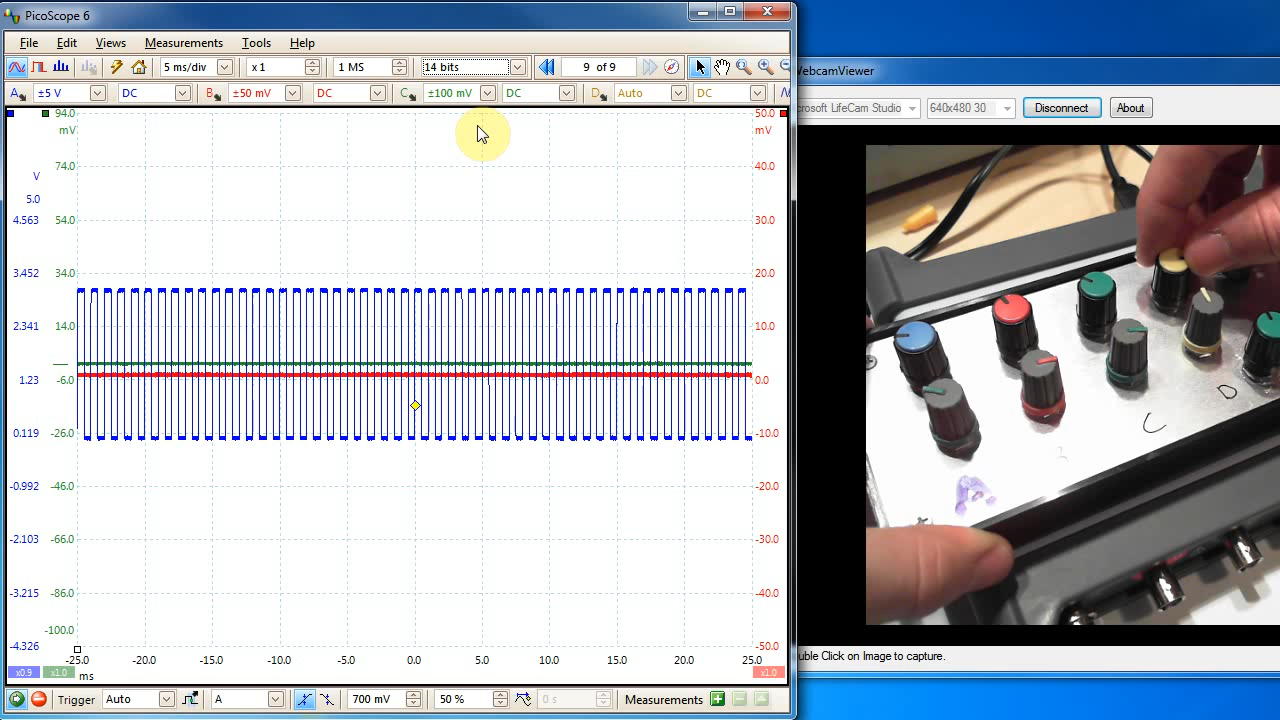 PicoScope 6
File Edit Views Measurements Tools Help
5 ms/div x 1 1 MS 14 bits 9 of 9
A ±5 V DC B ±50 mV DC C ±100 mV DC D Auto DC
94.0 50.0
mV mV
74.0 40.0
V
5.0
4.563 54.0 30.0
3.452 34.0 20.0
2.341 14.0 10.0
1.23 -6.0 0.0
0.119 -26.0 -10.0
-0.992 -46.0 -20.0
-2.103 -66.0 -30.0
-3.215 -86.0 -40.0
-100.0
-4.326 -50.0
-25.0 -20.0 -15.0 -10.0 -5.0 0.0 5.0 10.0 15.0 20.0 25.0
x0.9 x1.0 ms x1.0
Trigger Auto A 700 mV 50 % 0 s Measurements
WebcamViewer
crosoft LifeCam Studio 640x480 30 Disconnect About
A C D
uble Click on Image to capture.